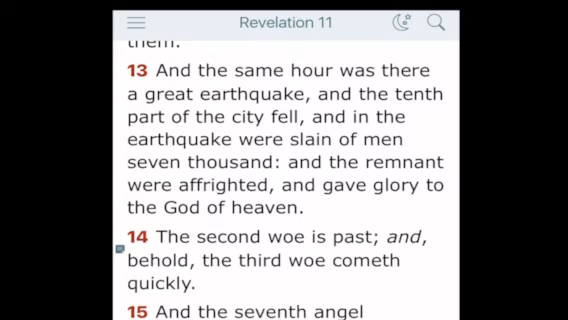 Revelation 11
them.
13 And the same hour was there
a great earthquake, and the tenth
part of the city fell, and in the
earthquake were slain of men
seven thousand: and the remnant
were affrighted, and gave glory to
the God of heaven.
14 The second woe is past; and,
behold, the third woe cometh
quickly.
15 And the seventh angel